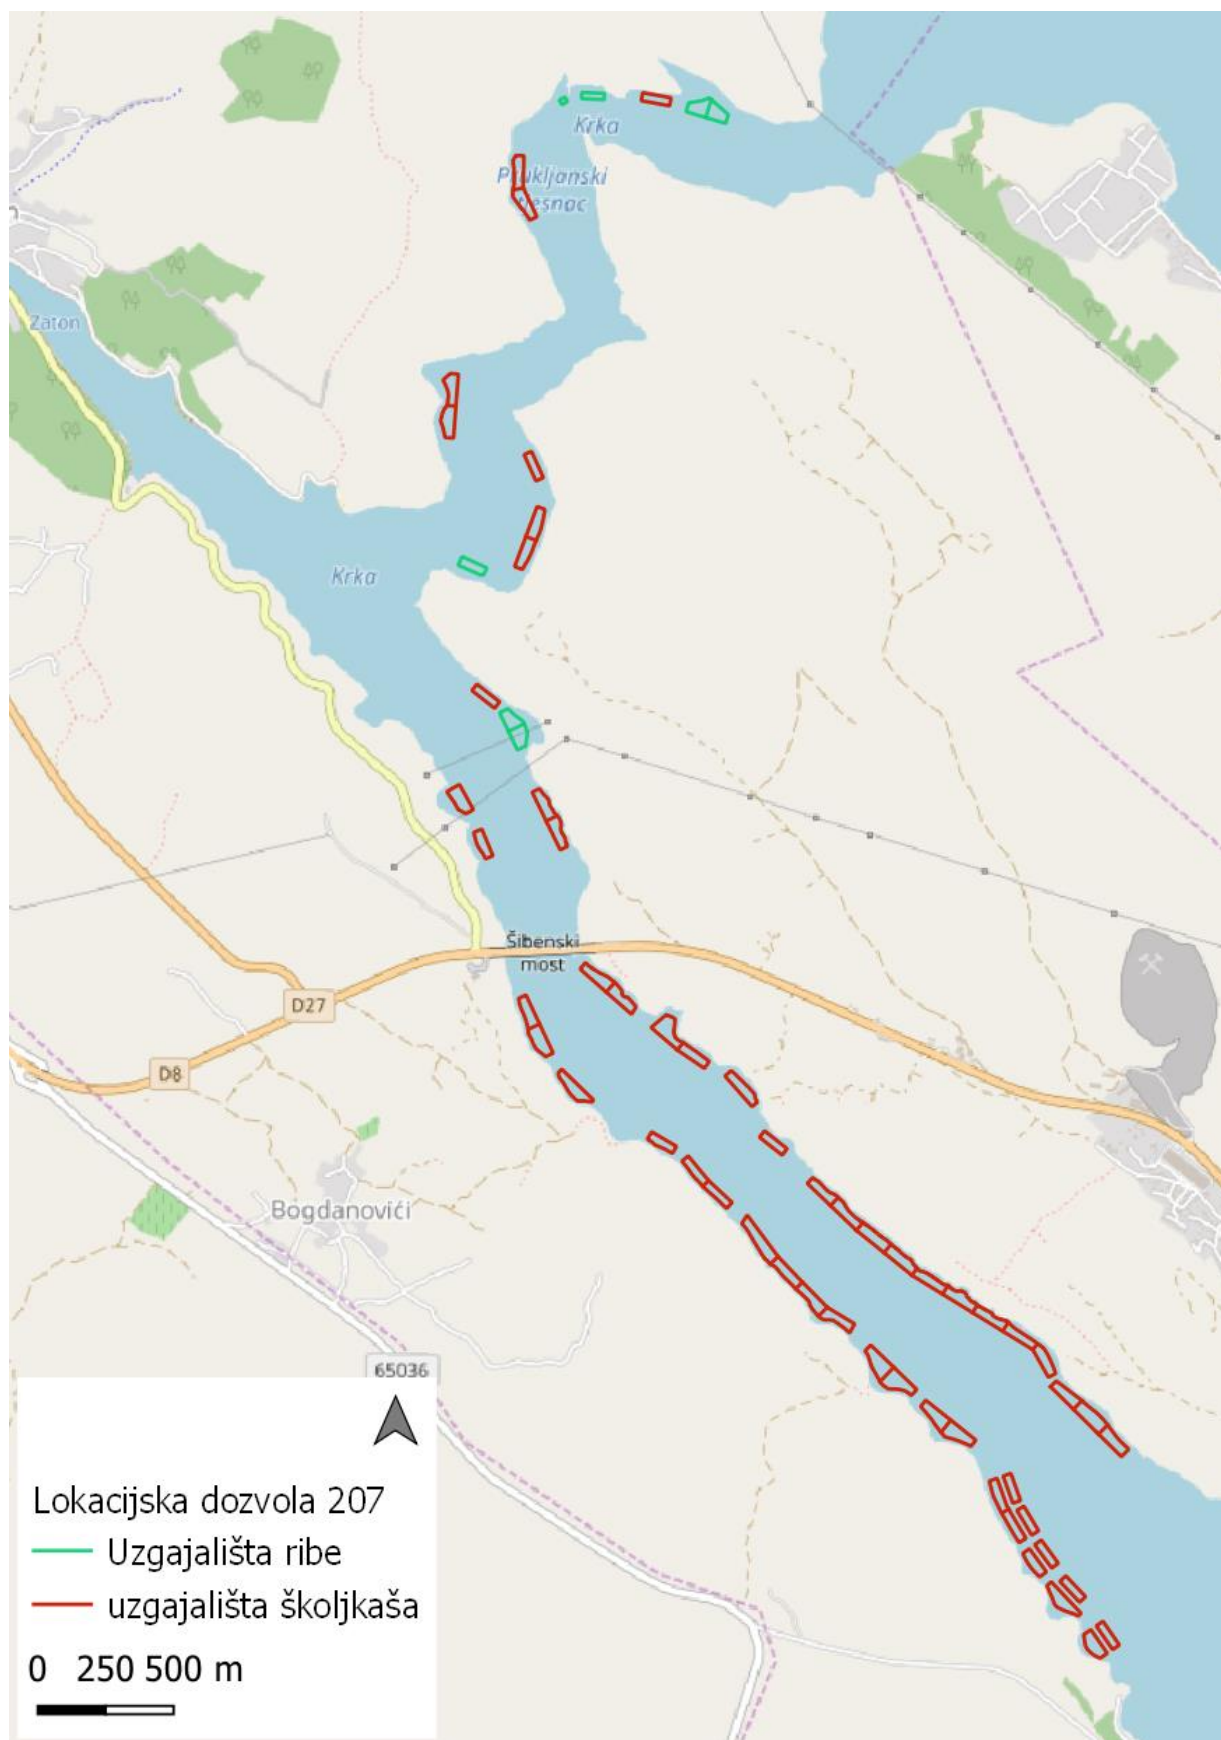 Krka
Prukljanski
tjesnac
Zaton
Krka
Šibenski
most
D27
D8
Bogdanovići
65036
Lokacijska dozvola 207
Uzgajališta ribe
uzgajališta školjkaša
0 250 500 m